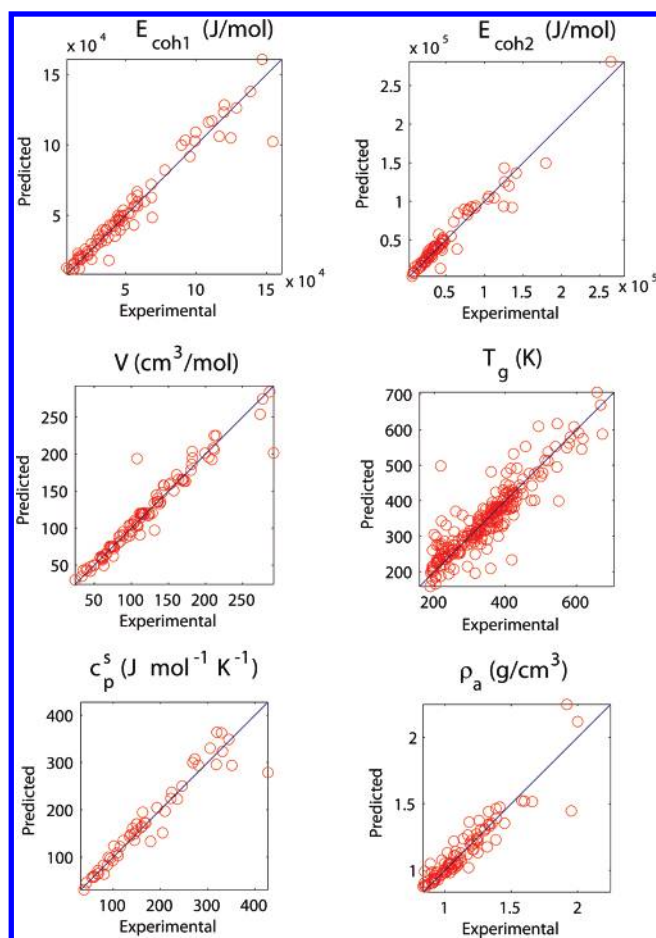 E_coh1 (J/mol)
x 10^4
15
10
5
Predicted
5 10 15
x 10^4
Experimental
E_coh2 (J/mol)
x 10^5
2.5
2
1.5
1
0.5
Predicted
0.5 1 1.5 2 2.5
x 10^5
Experimental
V (cm^3/mol)
250
200
150
100
50
Predicted
50 100 150 200 250
Experimental
T_g (K)
700
600
500
400
300
200
Predicted
200 400 600
Experimental
c_p^s (J mol^-1 K^-1)
400
300
200
100
Predicted
100 200 300 400
Experimental
ρ_a (g/cm^3)
2
1.5
1
Predicted
1 1.5 2
Experimental